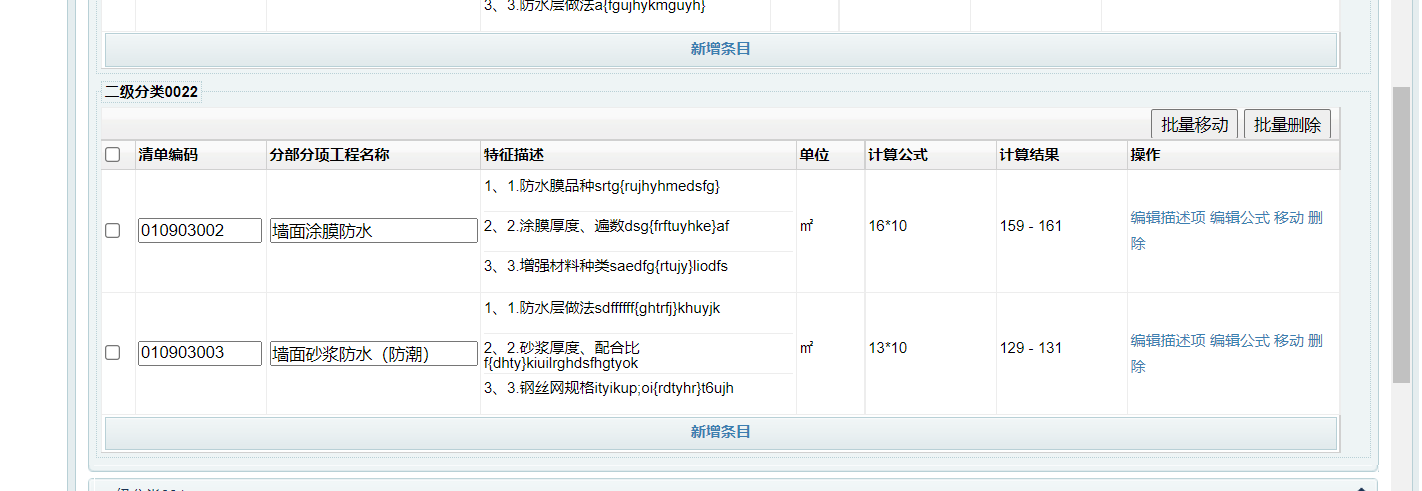 3、3.防水层做法a{fgujhykmguyh}
新增条目
二级分类0022
批量移动 批量删除
清单编码 分部分项工程名称 特征描述 单位 计算公式 计算结果 操作
1、1.防水膜品种srtg{rujhyhmedsfg}
010903002 墙面涂膜防水 2、2.涂膜厚度、遍数dsg{frftuyhke}af ㎡ 16*10 159 - 161 编辑描述项 编辑公式 移动 删
除
3、3.增强材料种类saedfg{rtujy}liodfs
1、1.防水层做法sdffffff{ghtrfj}khuyjk
010903003 墙面砂浆防水（防潮） 2、2.砂浆厚度、配合比 ㎡ 13*10 129 - 131 编辑描述项 编辑公式 移动 删
f{dhty}kiuilrghdsfhgtyok 除
3、3.钢丝网规格ityikup;oi{rdtyhr}t6ujh
新增条目